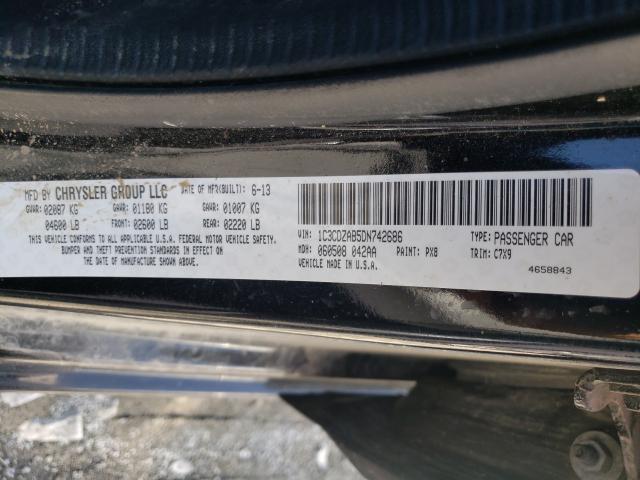 MFD BY CHRYSLER GROUP LLC DATE OF MFR(BUILT): 6-13
GVWR: 02087 KG GAWR: 01180 KG GAWR: 01007 KG
04600 LB FRONT: 02600 LB REAR: 02220 LB
THIS VEHICLE CONFORMS TO ALL APPLICABLE U.S.A. FEDERAL MOTOR VEHICLE SAFETY,
BUMPER AND THEFT PREVENTION STANDARDS IN EFFECT ON
THE DATE OF MANUFACTURE SHOWN ABOVE.
VIN: 1C3CDZAB5DN742686 TYPE: PASSENGER CAR
MDH: 060508 042AA PAINT: PX8 TRIM: C7X9
VEHICLE MADE IN U.S.A.
4658843